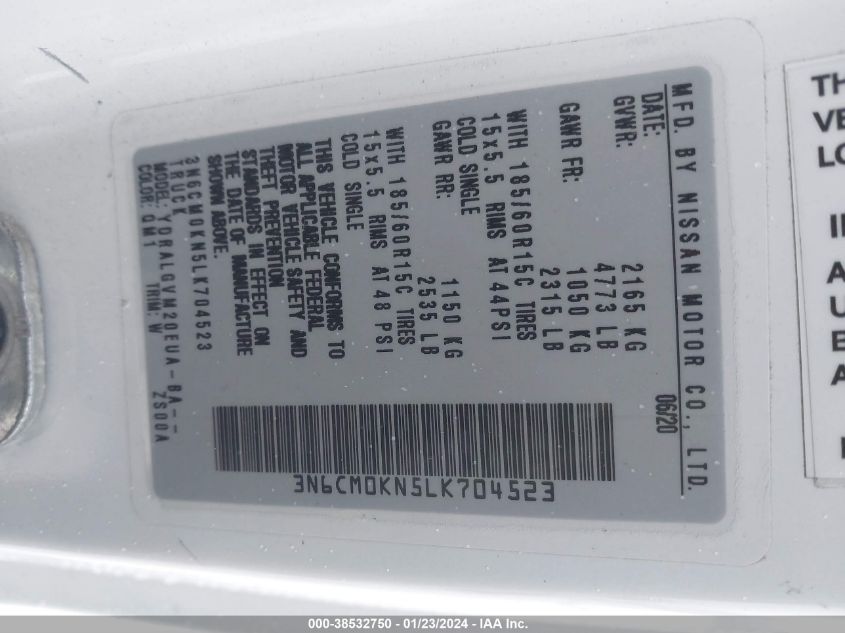 MFD. BY NISSAN MOTOR CO., LTD.
DATE: 06/20
GVWR: 2165 KG
4773 LB
GAWR FR: 1050 KG
2315 LB
WITH 185/60R15C TIRES
15x5.5 RIMS AT 44PSI
COLD SINGLE
GAWR RR: 1150 KG
2535 LB
WITH 185/60R15C TIRES
15x5.5 RIMS AT 48 PSI
COLD SINGLE
THIS VEHICLE CONFORMS TO
ALL APPLICABLE FEDERAL
MOTOR VEHICLE SAFETY AND
THEFT PREVENTION
STANDARDS IN EFFECT ON
THE DATE OF MANUFACTURE
SHOWN ABOVE.
3N6CM0KN5LK704523
TRUCK
MODEL: YDRALGVM20EUA-BA--
COLOR: QM1 TRIM: W ZS00A
3N6CM0KN5LK704523
TH
VE
LO
A
U
E
A
000-38532750 - 01/23/2024 - IAA Inc.